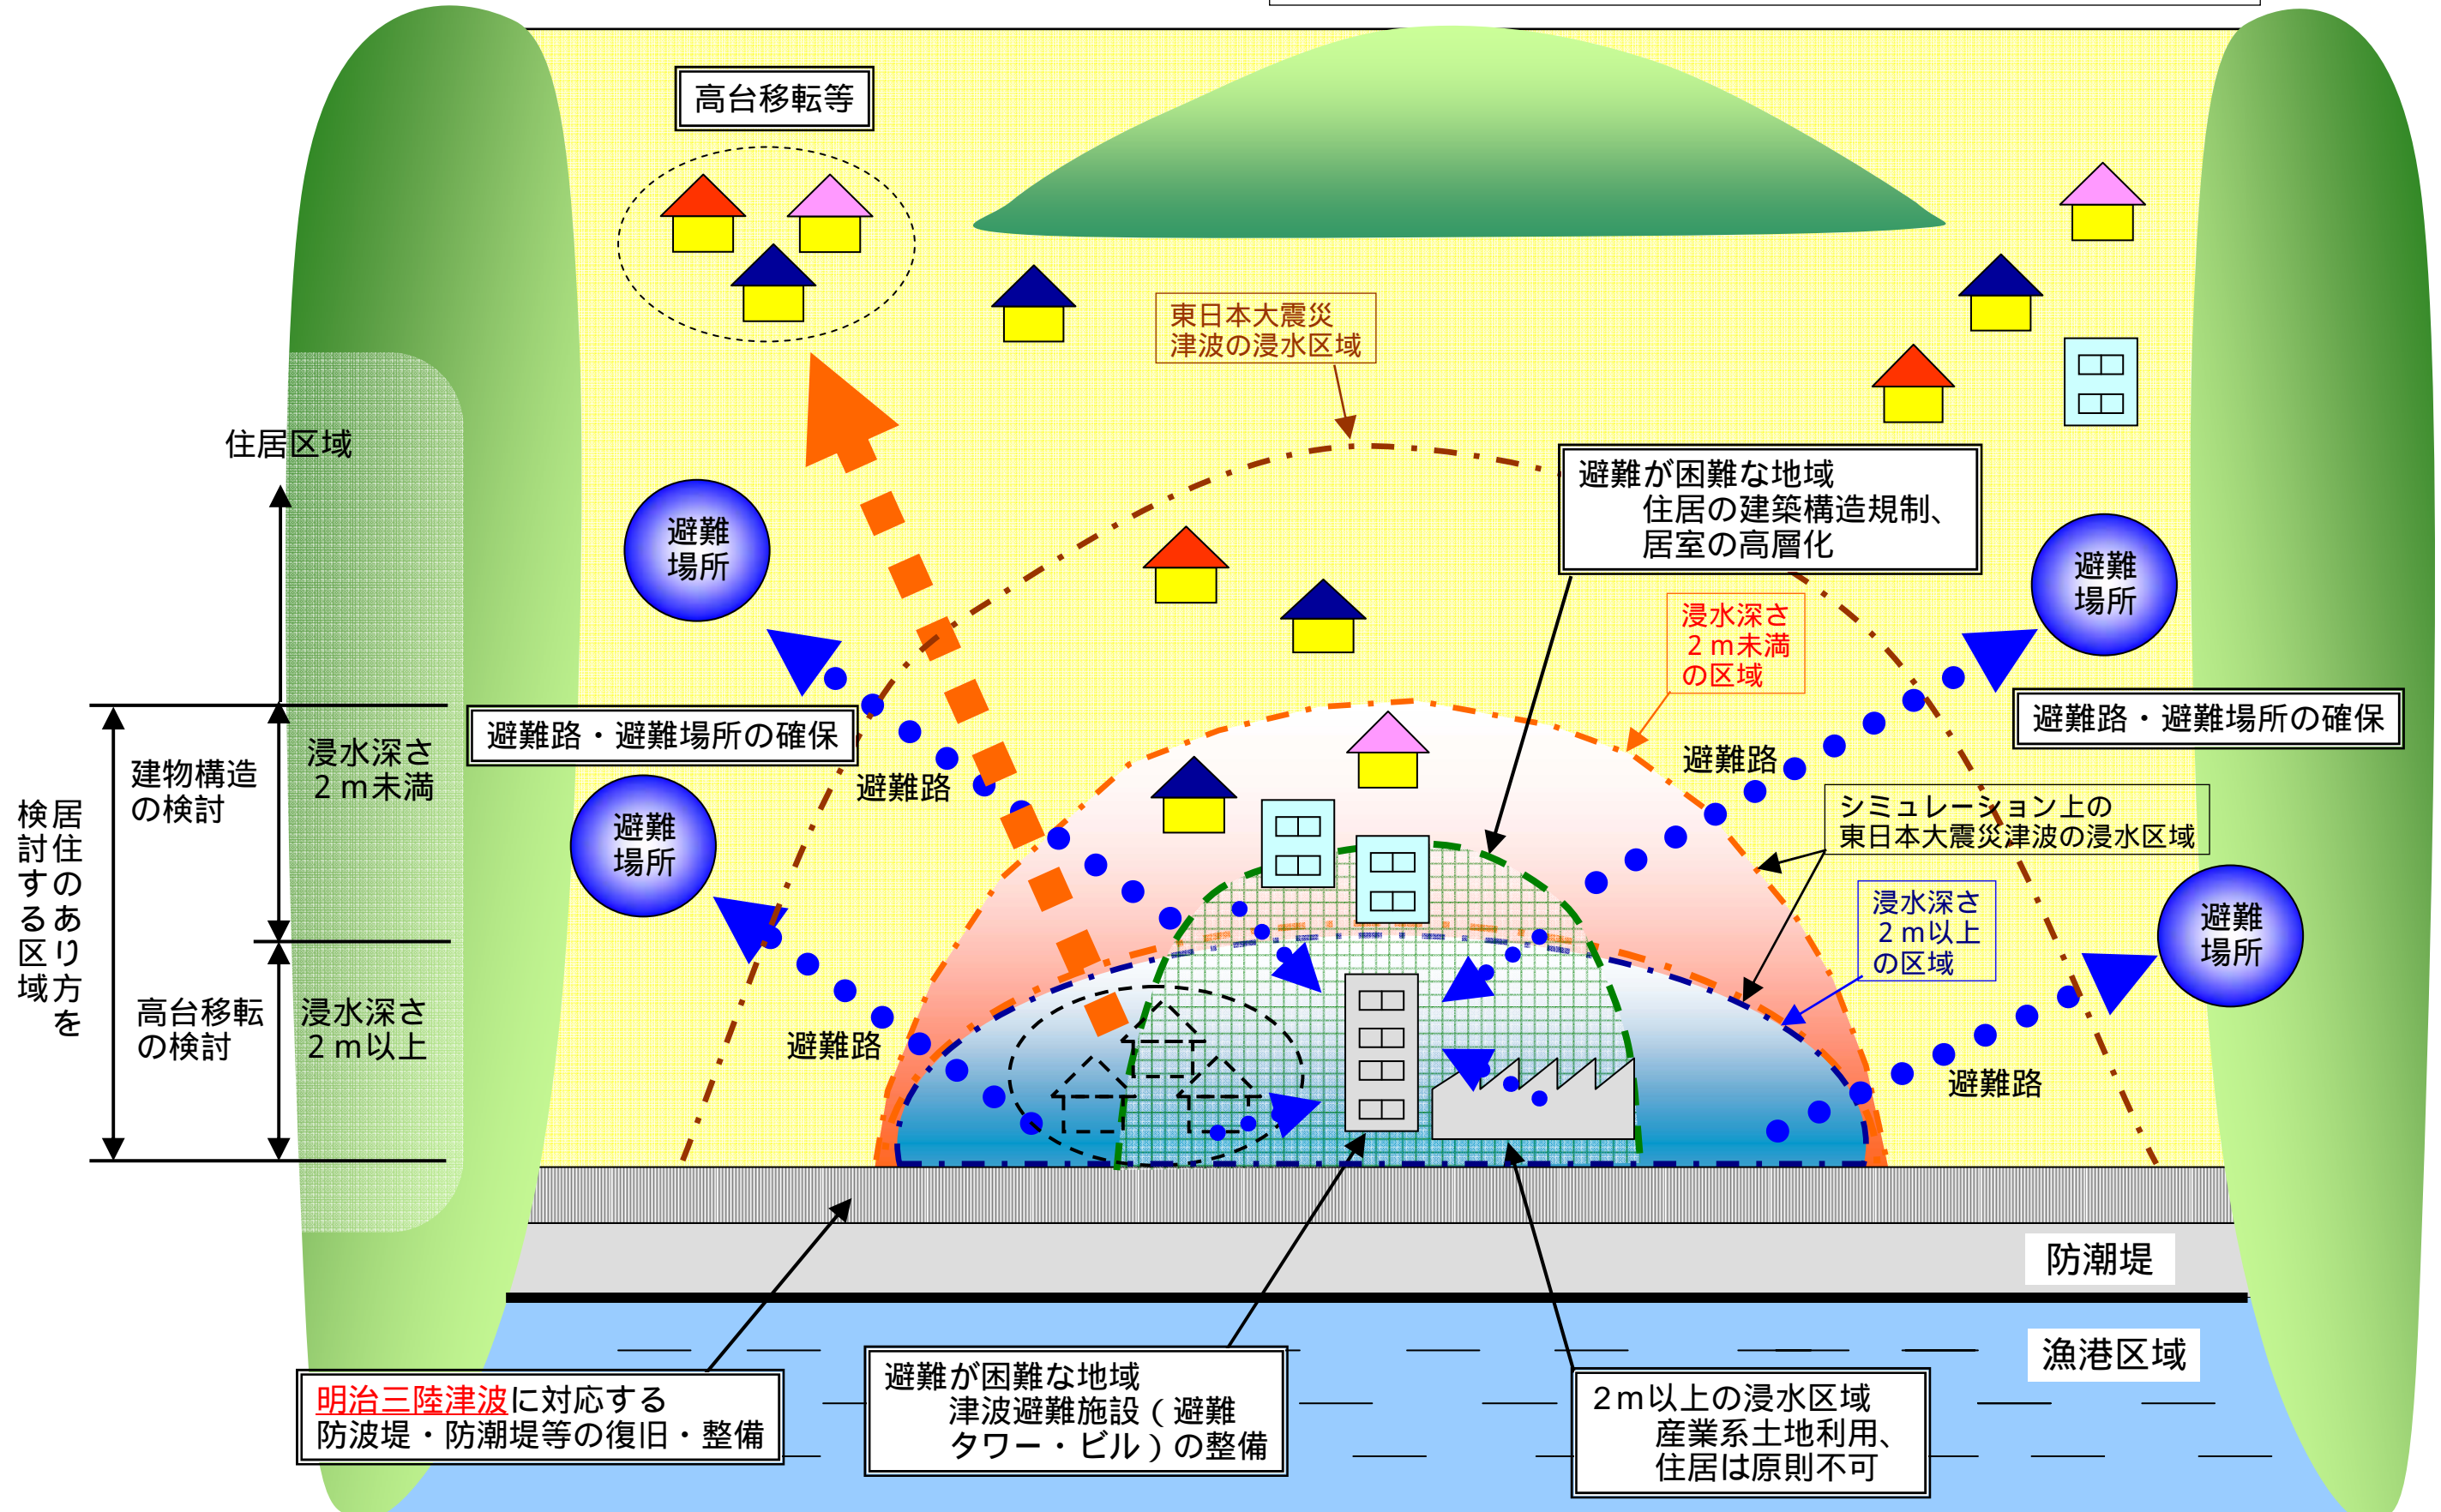 高台移転等
東日本大震災
津波の浸水区域
住居区域
避難が困難な地域
住居の建築構造規制、
居室の高層化
避難
場所
避難
場所
浸水深さ
２ｍ未満
の区域
避難路・避難場所の確保
避難路・避難場所の確保
避難路
避難路
建物構造
の検討
浸水深さ
２ｍ未満
居住のあり方を
検討する区域
シミュレーション上の
東日本大震災津波の浸水区域
避難
場所
避難
場所
浸水深さ
２ｍ以上
の区域
高台移転
の検討
浸水深さ
２ｍ以上
避難路
避難路
防潮堤
漁港区域
明治三陸津波に対応する
防波堤・防潮堤等の復旧・整備
避難が困難な地域
津波避難施設（避難
タワー・ビル）の整備
２ｍ以上の浸水区域
産業系土地利用、
住居は原則不可